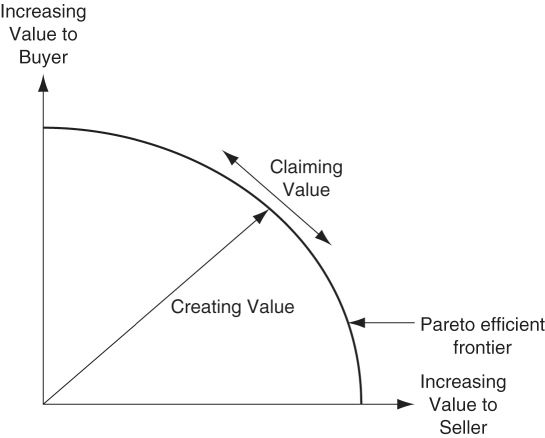 Increasing
Value to
Buyer
Claiming
Value
Creating Value
Pareto efficient
frontier
Increasing
Value to
Seller